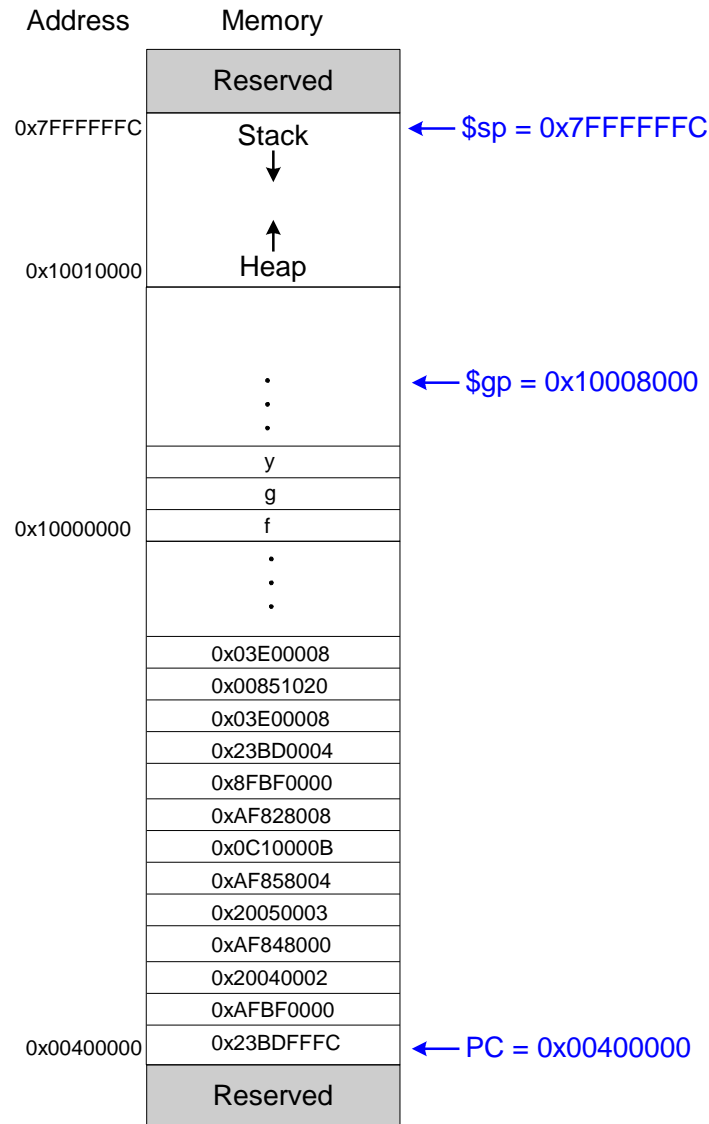 Address Memory
Reserved
0x7FFFFFFC Stack $sp = 0x7FFFFFFC
0x10010000 Heap
$gp = 0x10008000
y
g
0x10000000 f
0x03E00008
0x00851020
0x03E00008
0x23BD0004
0x8FBF0000
0xAF828008
0x0C10000B
0xAF858004
0x20050003
0xAF848000
0x20040002
0xAFBF0000
0x00400000 0x23BDFFFC PC = 0x00400000
Reserved